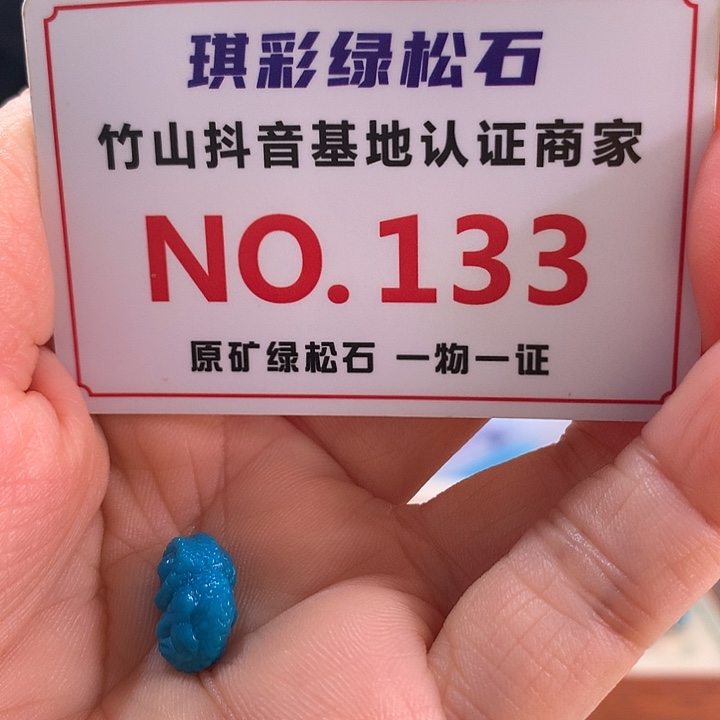 琪彩绿松石
竹山抖音基地认证商家
NO.133
原矿绿松石 一物一证